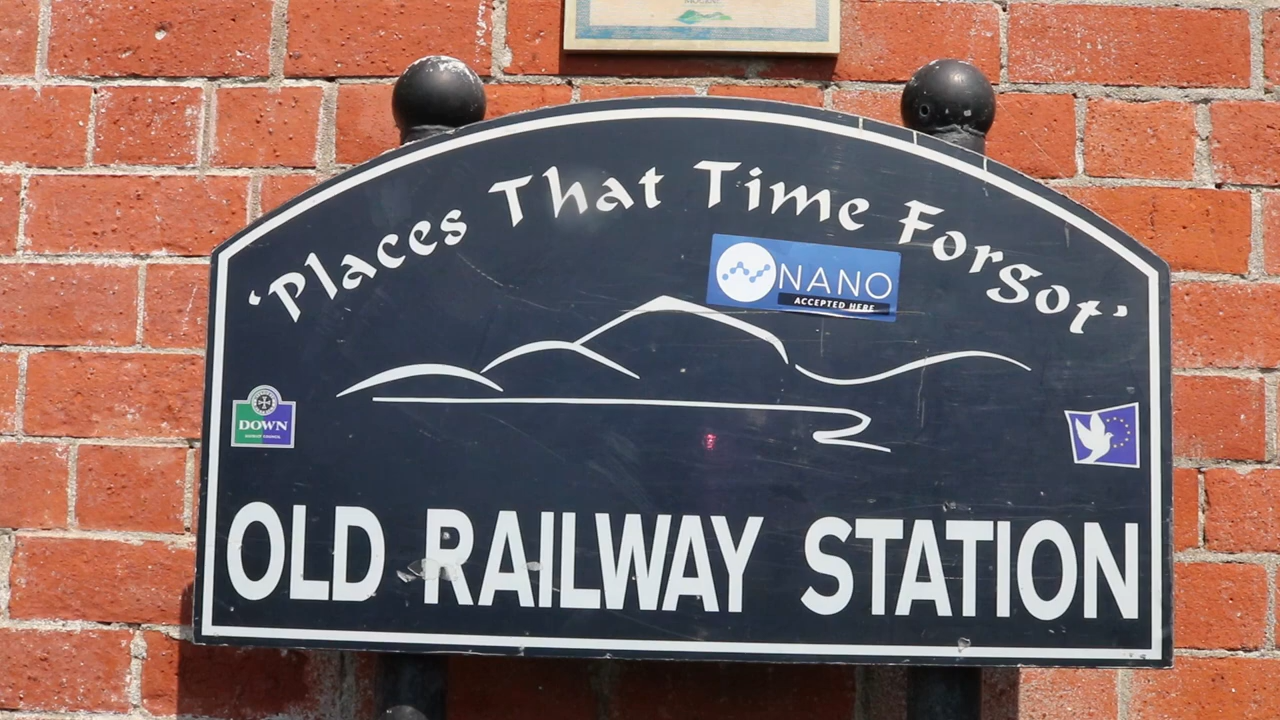 'Places That Time Forgot'
NANO
ACCEPTED HERE
DOWN
DISTRICT COUNCIL
OLD RAILWAY STATION